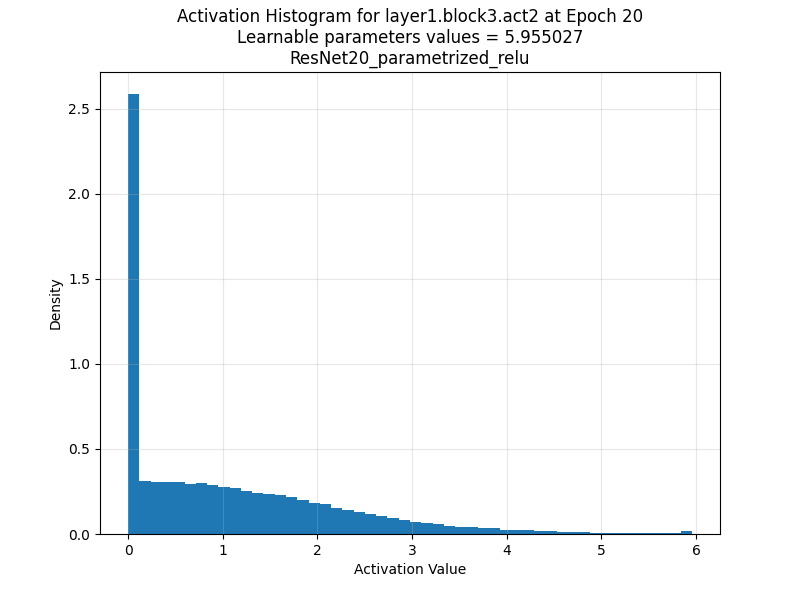 Activation Histogram for layer1.block3.act2 at Epoch 20
Learnable parameters values = 5.955027
ResNet20_parametrized_relu
2.5
2.0
1.5
1.0
0.5
0.0
Density
0 1 2 3 4 5 6
Activation Value